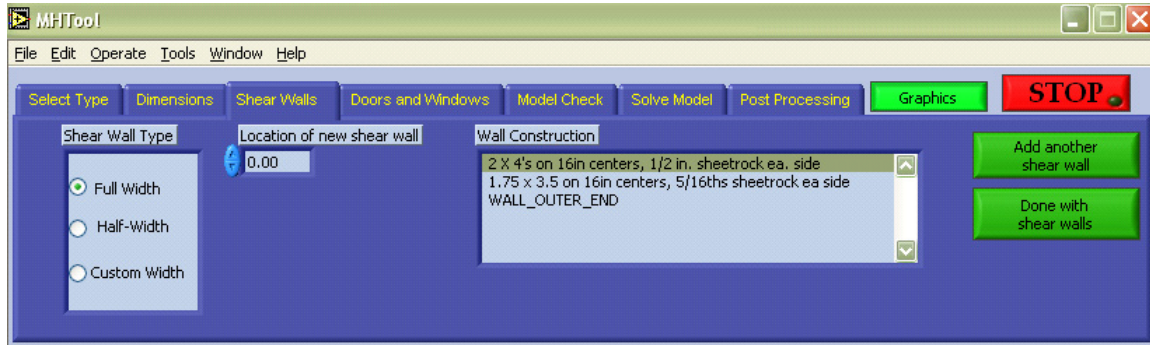 MHTool
File Edit Operate Tools Window Help
Select Type Dimensions Shear Walls Doors and Windows Model Check Solve Model Post Processing Graphics STOP
Shear Wall Type
Full Width
Half-Width
Custom Width
Location of new shear wall
0.00
Wall Construction
2 X 4's on 16in centers, 1/2 in. sheetrock ea. side
1.75 x 3.5 on 16in centers, 5/16ths sheetrock ea side
WALL_OUTER_END
Add another
shear wall
Done with
shear walls